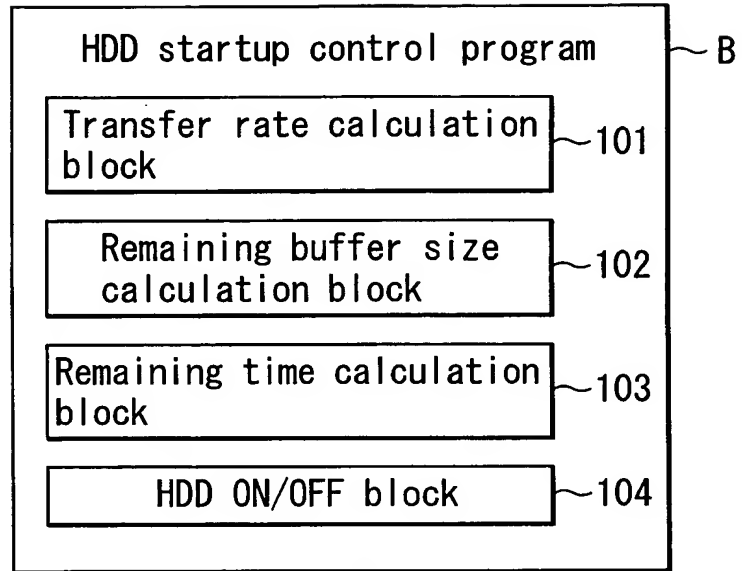 HDD startup control program
B
Transfer rate calculation
block
101
Remaining buffer size
calculation block
102
Remaining time calculation
block
103
HDD ON/OFF block
104